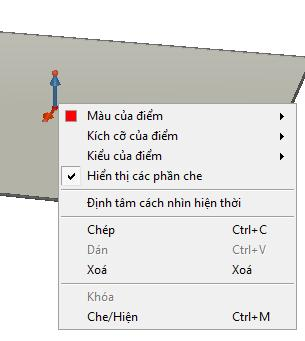 Màu của điểm
Kích cỡ của điểm
Kiểu của điểm
Hiển thị các phần che
Định tâm cách nhìn hiện thời
Chép Ctrl+C
Dán Ctrl+V
Xoá Xoá
Khóa
Che/Hiện Ctrl+M